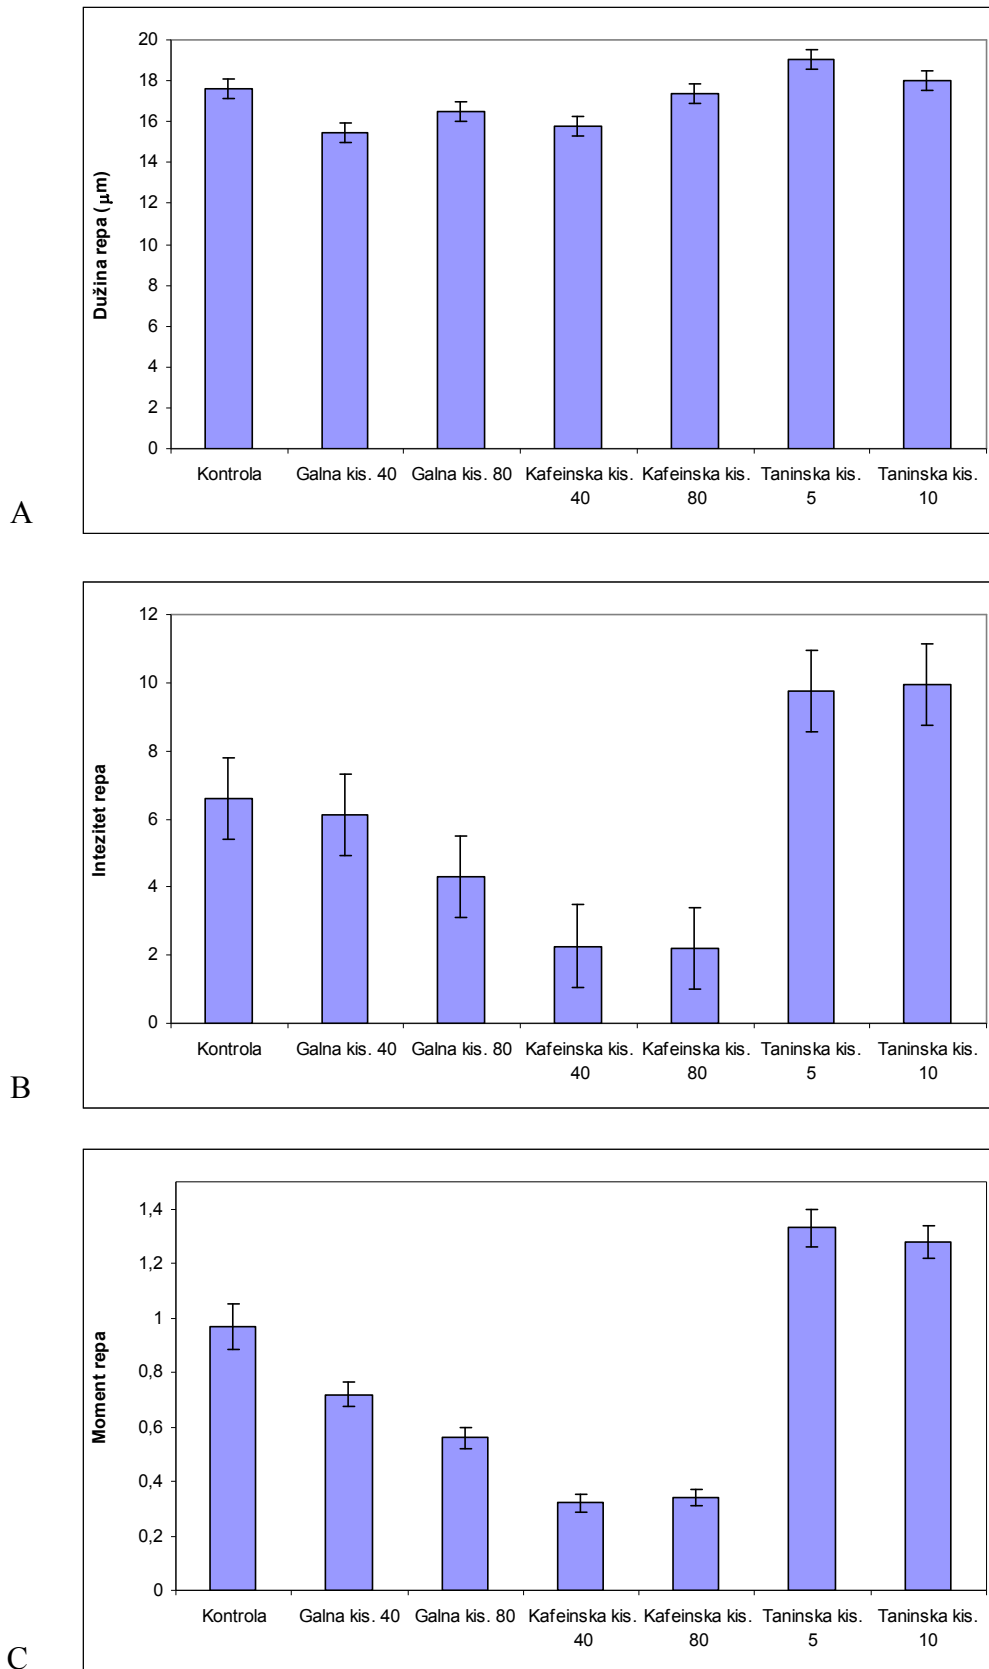 20
18
16
14
12
10
8
6
4
2
0
Dužina repa (μm)
Kontrola Galna kis. 40 Galna kis. 80 Kafeinska kis. Kafeinska kis. Taninska kis. Taninska kis.
40 80 5 10
A
12
10
8
6
4
2
0
Intezitet repa
Kontrola Galna kis. 40 Galna kis. 80 Kafeinska kis. Kafeinska kis. Taninska kis. Taninska kis.
40 80 5 10
B
1,4
1,2
1
0,8
0,6
0,4
0,2
0
Moment repa
Kontrola Galna kis. 40 Galna kis. 80 Kafeinska kis. Kafeinska kis. Taninska kis. Taninska kis.
40 80 5 10
C